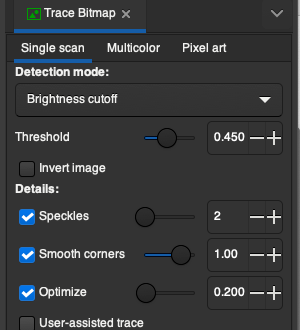 Trace Bitmap
Single scan Multicolor Pixel art
Detection mode:
Brightness cutoff
Threshold 0.450
Invert image
Details:
Speckles 2
Smooth corners 1.00
Optimize 0.200
User-assisted trace